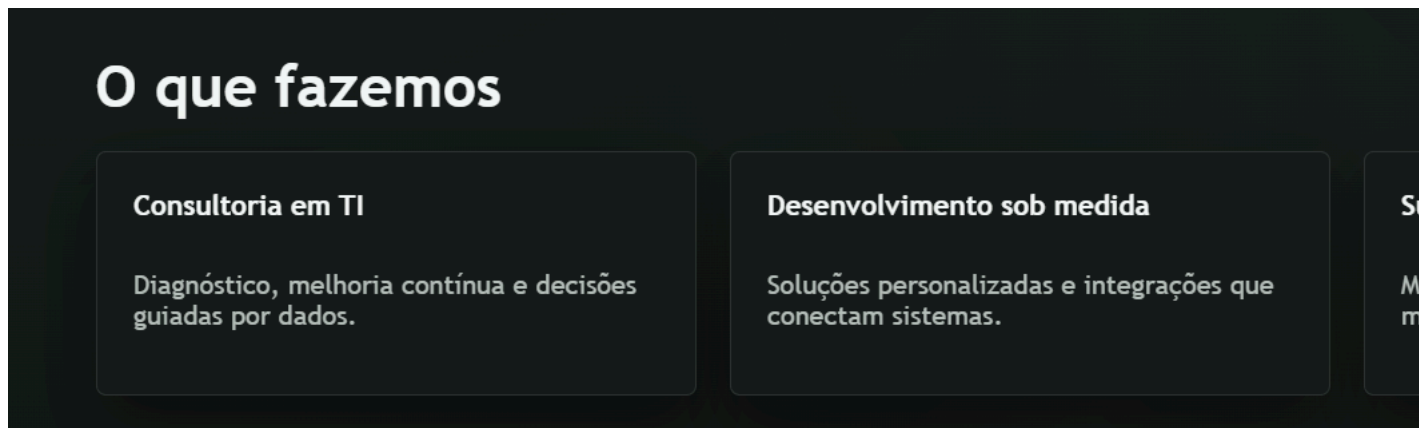 O que fazemos
Consultoria em TI
Diagnóstico, melhoria contínua e decisões
guiadas por dados.
Desenvolvimento sob medida
Soluções personalizadas e integrações que
conectam sistemas.